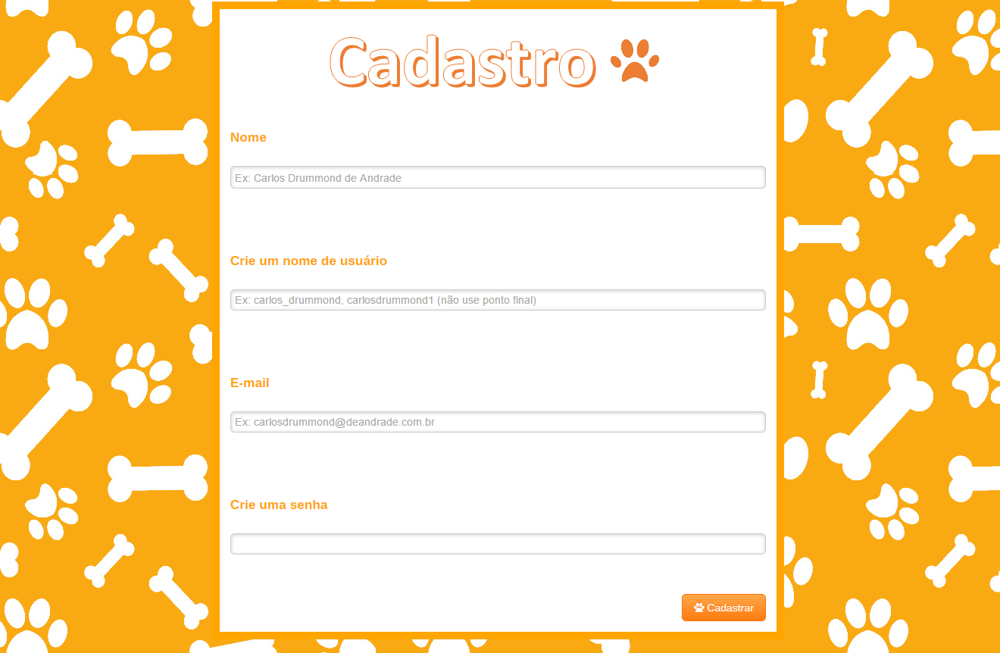 Cadastro
Nome
Ex: Carlos Drummond de Andrade
Crie um nome de usuário
Ex: carlos_drummond, carlosdrummond1 (não use ponto final)
E-mail
Ex: carlosdrummond@deandrade.com.br
Crie uma senha
Cadastrar